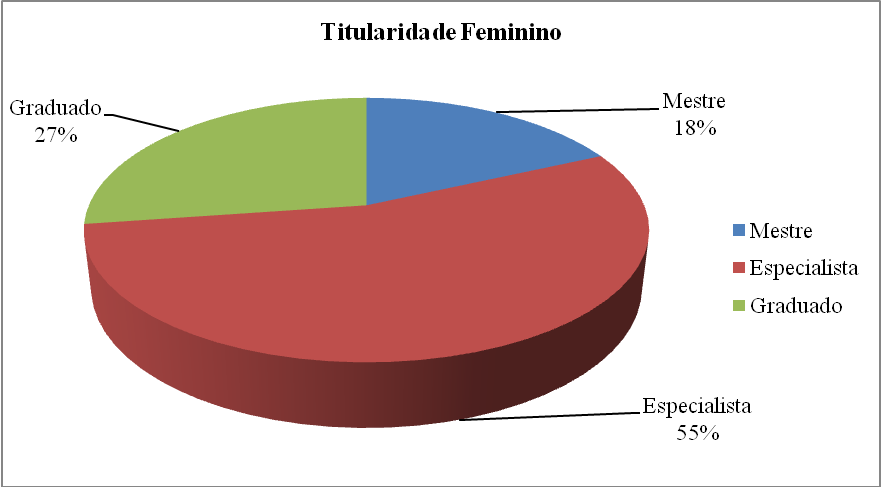 Titularidade Feminino
Graduado
27%
Mestre
18%
Mestre
Especialista
Graduado
Especialista
55%